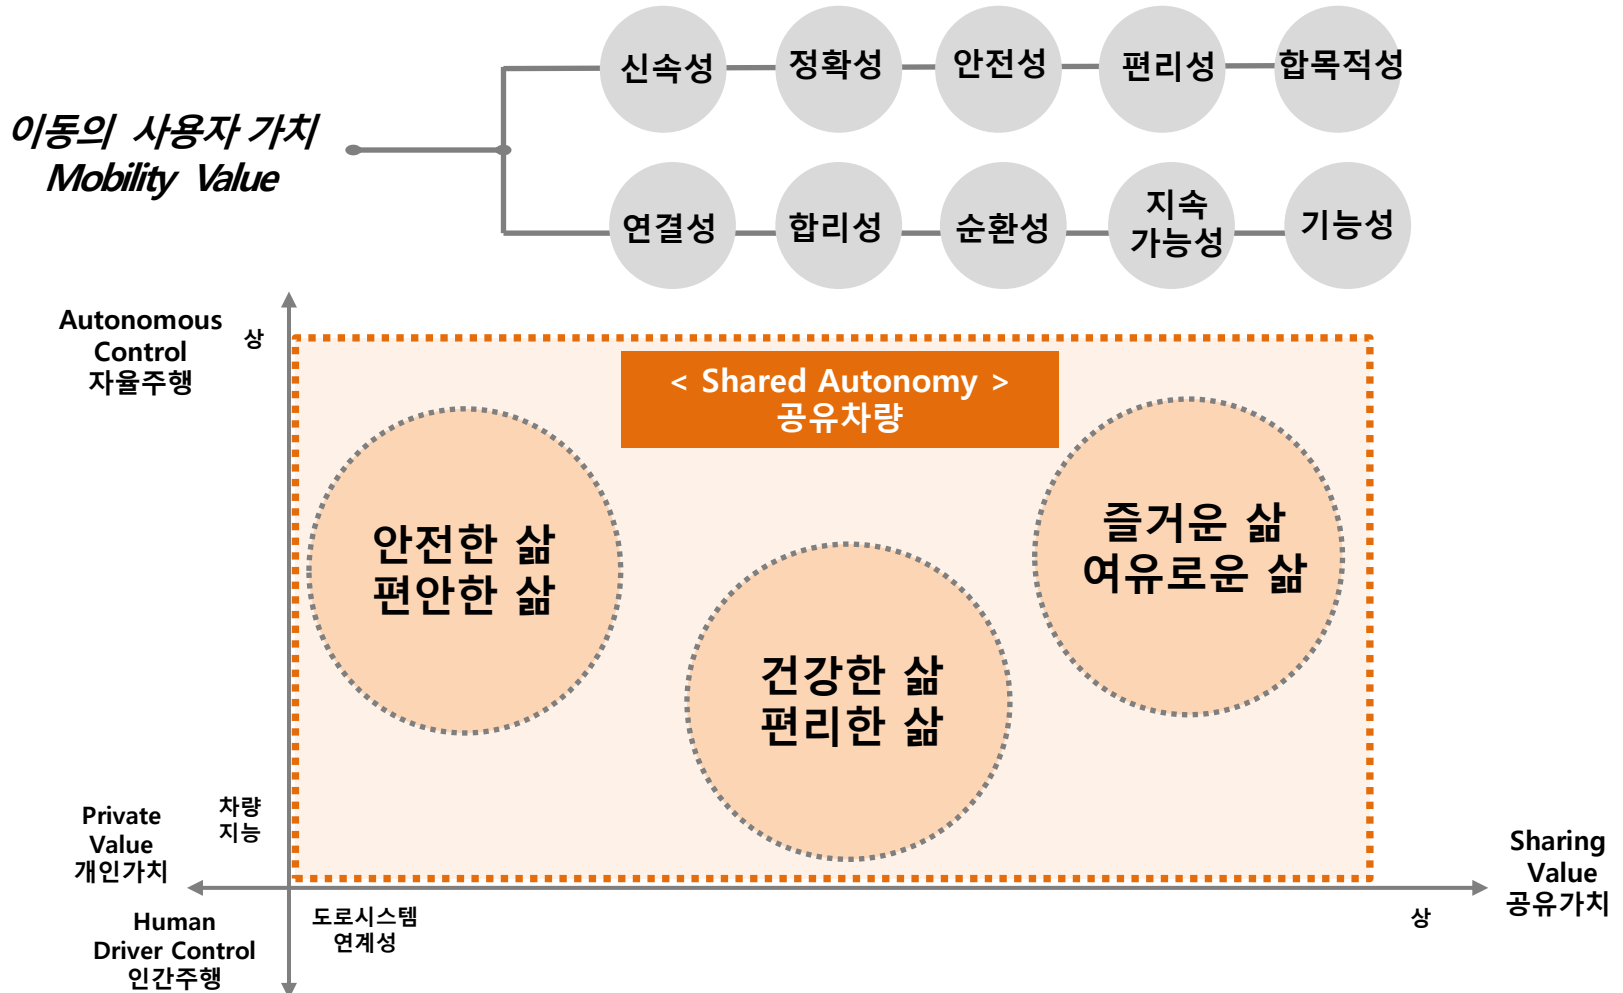 이동의 사용자 가치
Mobility Value
신속성 정확성 안전성 편리성 합목적성
연결성 합리성 순환성 지속 가능성 기능성
Autonomous
Control
자율주행
상
< Shared Autonomy >
공유차량
안전한 삶
편안한 삶
건강한 삶
편리한 삶
즐거운 삶
여유로운 삶
차량
지능
Private
Value
개인가치
Human
Driver Control
인간주행
도로시스템
연계성
상
Sharing
Value
공유가치